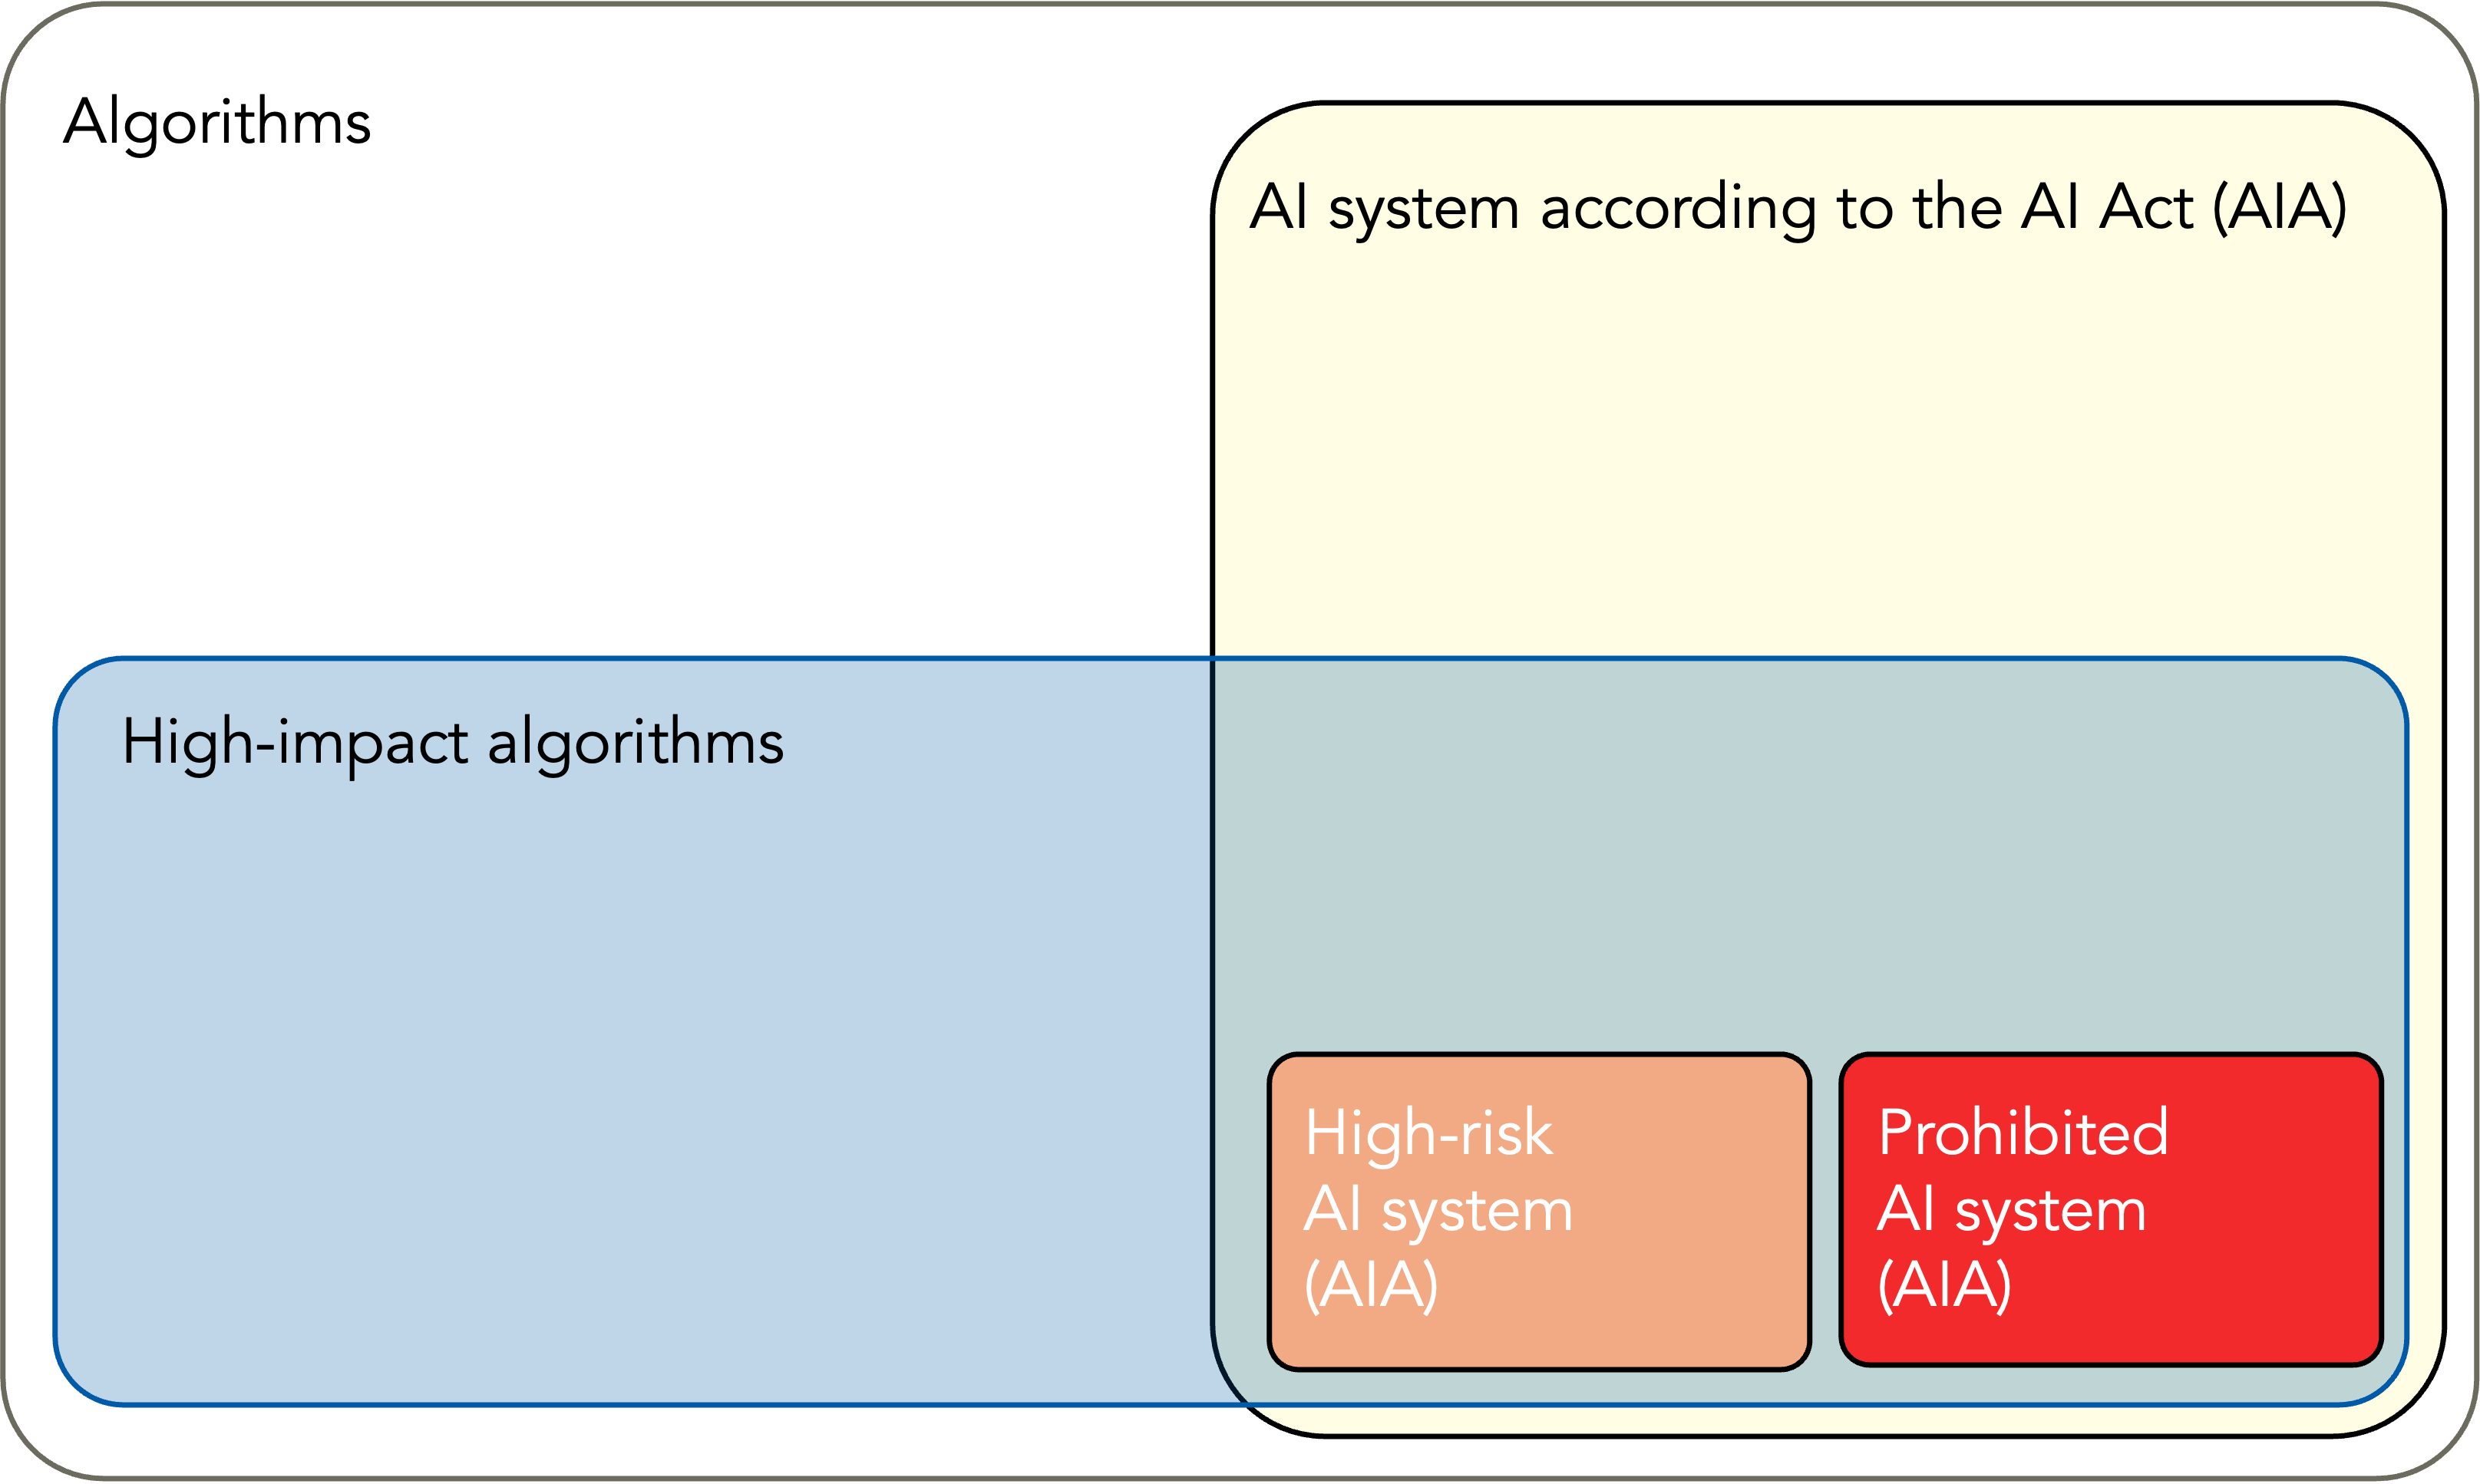 Algorithms
AI system according to the AI Act (AIA)
High-impact algorithms
High-risk
AI system
(AIA)
Prohibited
AI system
(AIA)